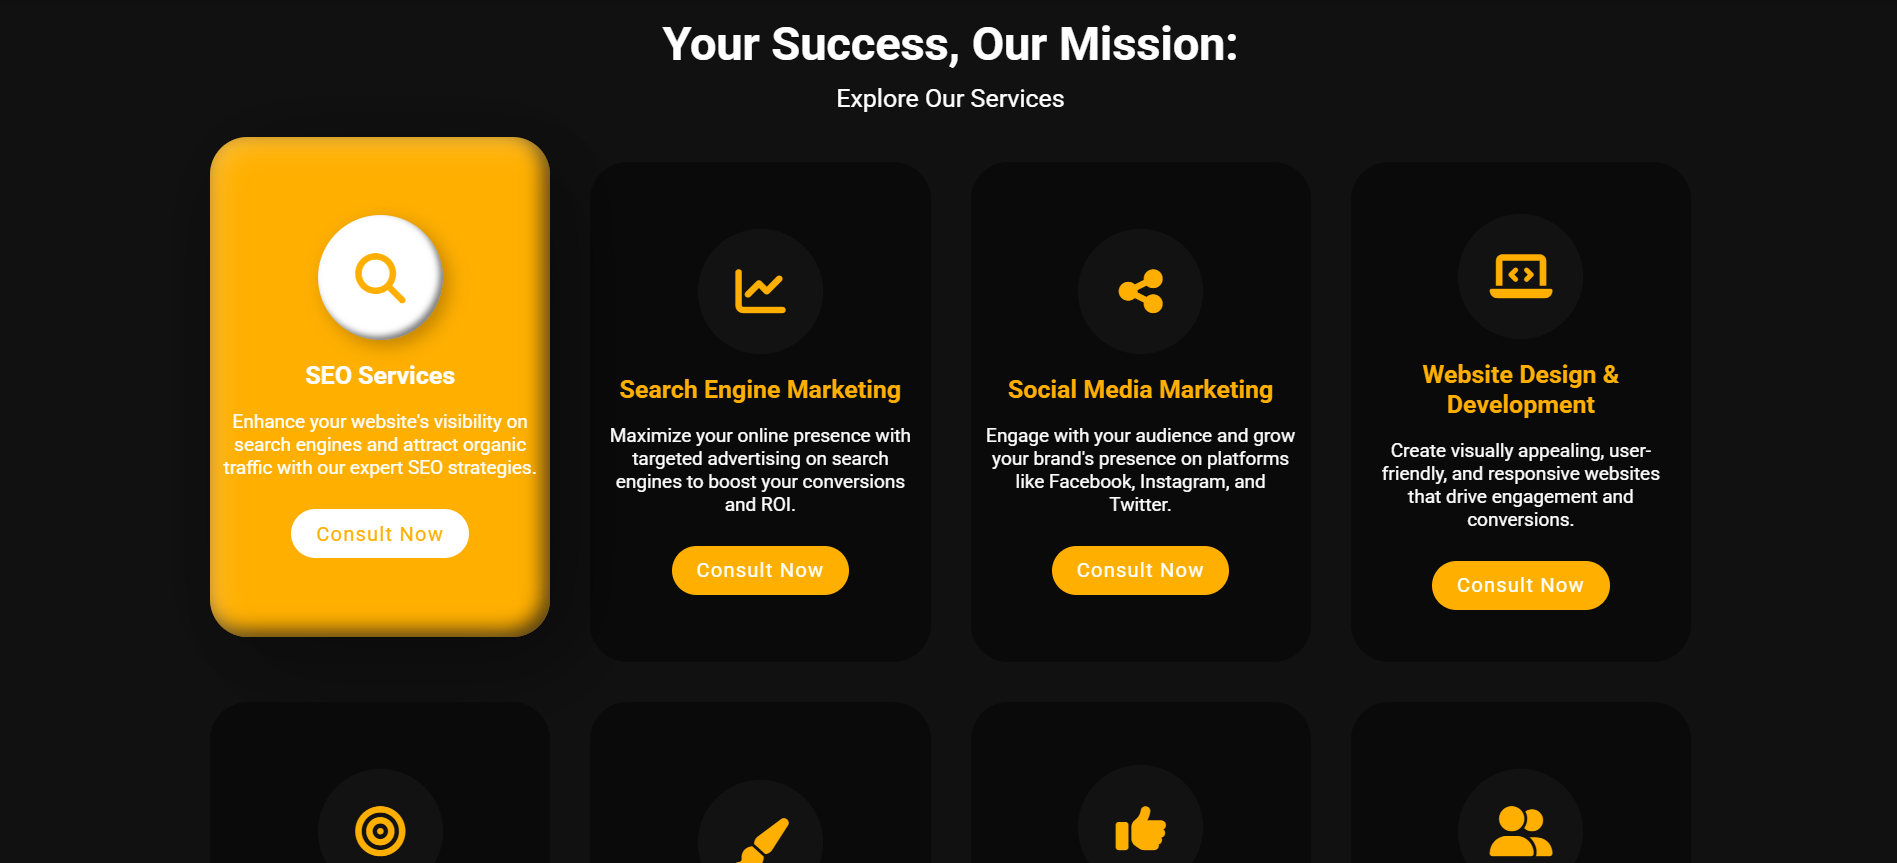 Your Success, Our Mission:
Explore Our Services
SEO Services
Enhance your website's visibility on
search engines and attract organic
traffic with our expert SEO strategies.
Consult Now
Search Engine Marketing
Maximize your online presence with
targeted advertising on search
engines to boost your conversions
and ROI.
Consult Now
Social Media Marketing
Engage with your audience and grow
your brand's presence on platforms
like Facebook, Instagram, and
Twitter.
Consult Now
Website Design &
Development
Create visually appealing, user-
friendly, and responsive websites
that drive engagement and
conversions.
Consult Now